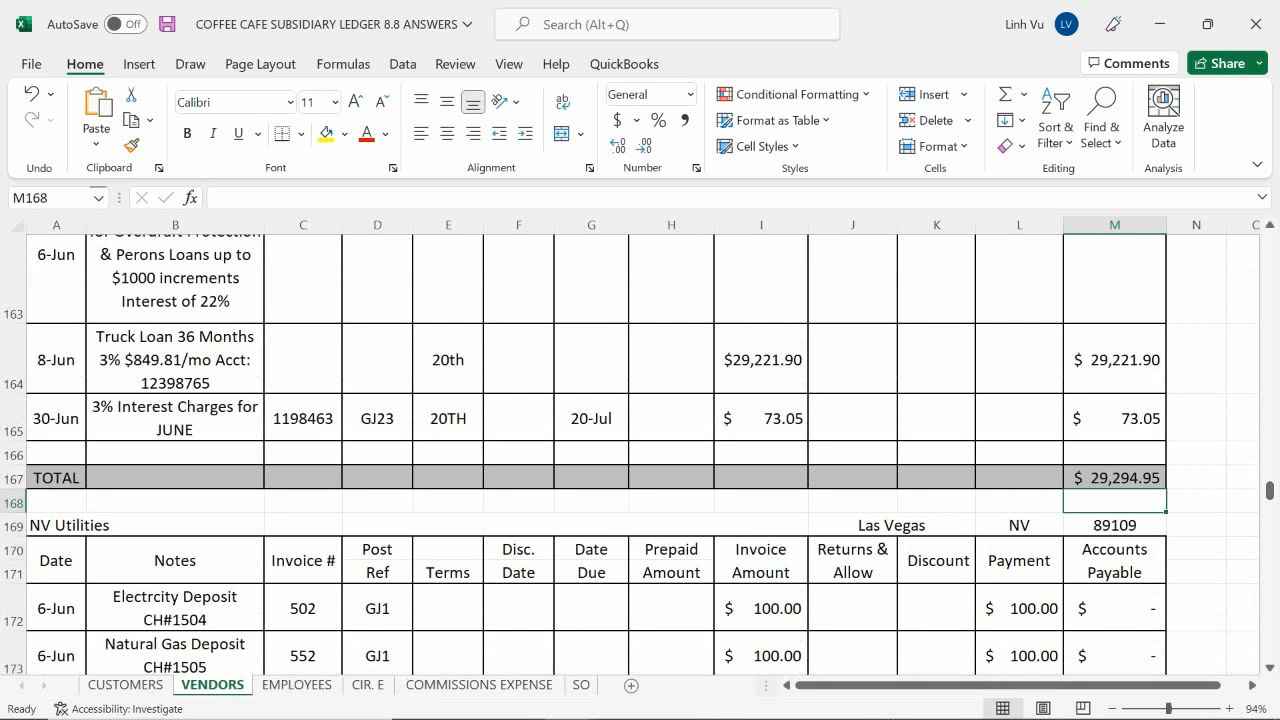 AutoSave Off COFFEE CAFE SUBSIDIARY LEDGER 8.8 ANSWERS Search (Alt+Q) Linh Vu LV
File Home Insert Draw Page Layout Formulas Data Review View Help QuickBooks Comments Share
Calibri 11 General Conditional Formatting Insert
Paste B I U A $ % , Format as Table Delete Sort & Find & Analyze
Cell Styles Format Filter Select Data
Undo Clipboard Font Alignment Number Styles Cells Editing Analysis
M168 fx
A B C D E F G H I J K L M N
for Overdraft Protection
6-Jun & Perons Loans up to
$1000 increments
Interest of 22%
163
Truck Loan 36 Months
8-Jun 3% $849.81/mo Acct: 20th $29,221.90 $ 29,221.90
164 12398765
30-Jun 3% Interest Charges for 1198463 GJ23 20TH 20-Jul $ 73.05 $ 73.05
165 JUNE
166
167 TOTAL $ 29,294.95
168
169 NV Utilities Las Vegas NV 89109
170 Date Notes Invoice # Post Disc. Date Prepaid Invoice Returns & Discount Payment Accounts
171 Ref Terms Date Due Amount Amount Allow Payable
6-Jun Electrcity Deposit 502 GJ1 $ 100.00 $ 100.00 $ -
172 CH#1504
6-Jun Natural Gas Deposit 552 GJ1 $ 100.00 $ 100.00 $ -
173 CH#1505
CUSTOMERS VENDORS EMPLOYEES CIR. E COMMISSIONS EXPENSE SO
Ready Accessibility: Investigate 94%